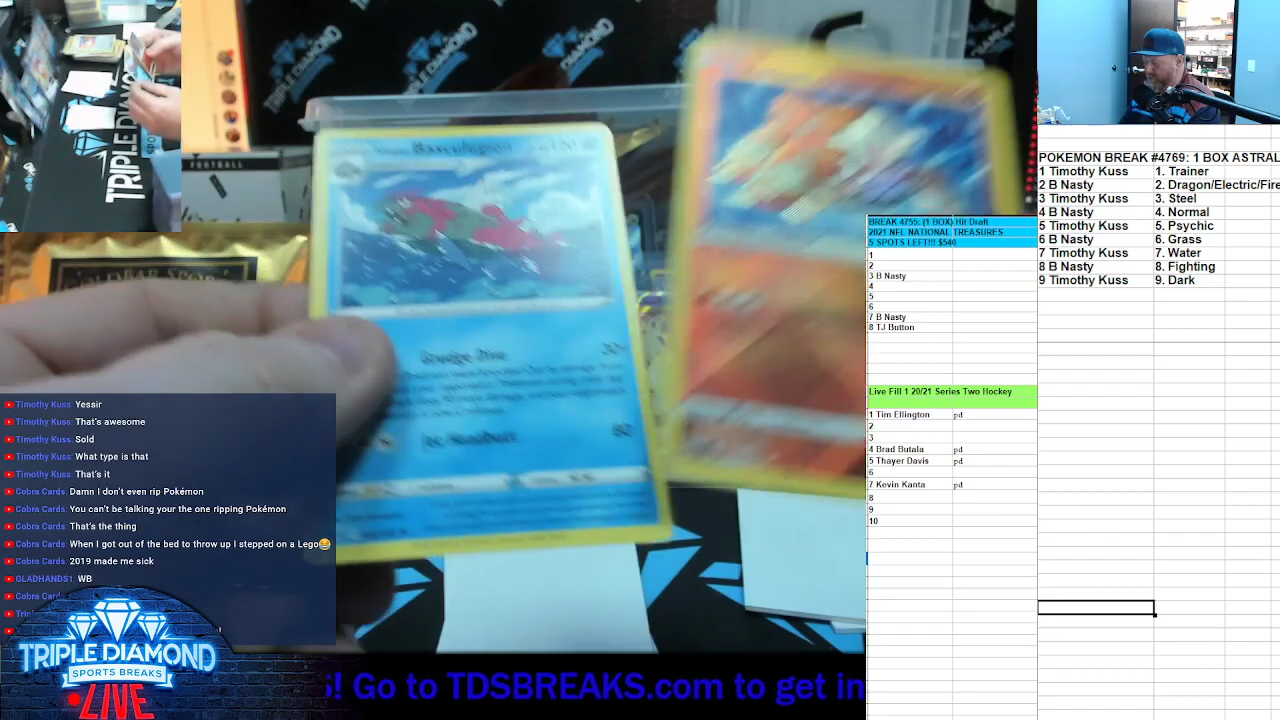 TRIPLE DIAMOND
TRIPLE
FOOTBALL
Basculegion
Grudge Dive
30+
80
POKEMON BREAK #4769: 1 BOX ASTRAL
1 Timothy Kuss 1. Trainer
2 B Nasty 2. Dragon/Electric/Fire
3 Timothy Kuss 3. Steel
4 B Nasty 4. Normal
5 Timothy Kuss 5. Psychic
6 B Nasty 6. Grass
7 Timothy Kuss 7. Water
8 B Nasty 8. Fighting
9 Timothy Kuss 9. Dark
BREAK 4755: (1 BOX) Hit Draft
2021 NFL NATIONAL TREASURES
5 SPOTS LEFT!!! $540
1
2
3 B Nasty
4
5
6
7 B Nasty
8 TJ Button
Live Fill 1 20/21 Series Two Hockey
1 Tim Ellington pd
2
3
4 Brad Butala pd
5 Thayer Davis pd
6
7 Kevin Kanta pd
8
9
10
Timothy Kuss: Yessir
Timothy Kuss: That's awesome
Timothy Kuss: Sold
Timothy Kuss: What type is that
Timothy Kuss: That's it
Cobra Cards: Damn I don't even rip Pokémon
Cobra Cards: You can't be talking your the one ripping Pokémon
Cobra Cards: That's the thing
Cobra Cards: When I got out of the bed to throw up I stepped on a Lego😂
Cobra Cards: 2019 made me sick
GLADHANDS1: WB
Cobra Card
TRIPLE DIAMOND
SPORTS BREAKS
LIVE
! Go to TDSBREAKS.com to get in